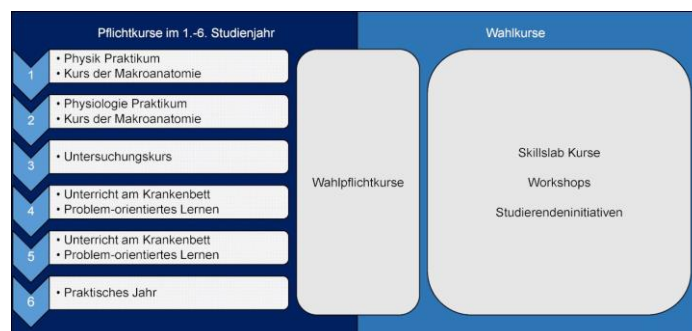 Pflichtkurse im 1.-6. Studienjahr
Wahlkurse
1
• Physik Praktikum
• Kurs der Makroanatomie
2
• Physiologie Praktikum
• Kurs der Makroanatomie
3
• Untersuchungskurs
4
• Unterricht am Krankenbett
• Problem-orientiertes Lernen
5
• Unterricht am Krankenbett
• Problem-orientiertes Lernen
6
• Praktisches Jahr
Wahlpflichtkurse
Skillslab Kurse
Workshops
Studierendeninitiativen